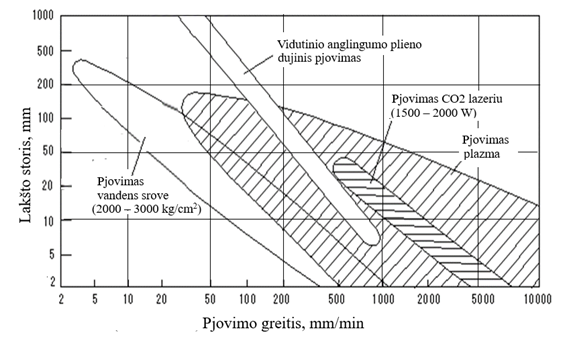 1000
500
200
100
50
20
10
5
2
Lakšto storis, mm
Vidutinio anglingumo plieno
dujinis pjovimas
Pjovimas CO2 lazeriu
(1500 – 2000 W)
Pjovimas
plazma
Pjovimas
vandens srove
(2000 – 3000 kg/cm²)
2 5 10 20 50 100 200 500 1000 2000 5000 10000
Pjovimo greitis, mm/min